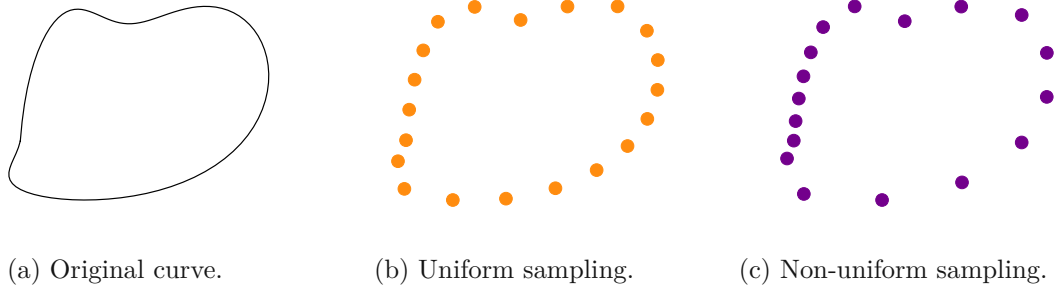 (a) Original curve.
(b) Uniform sampling.
(c) Non-uniform sampling.